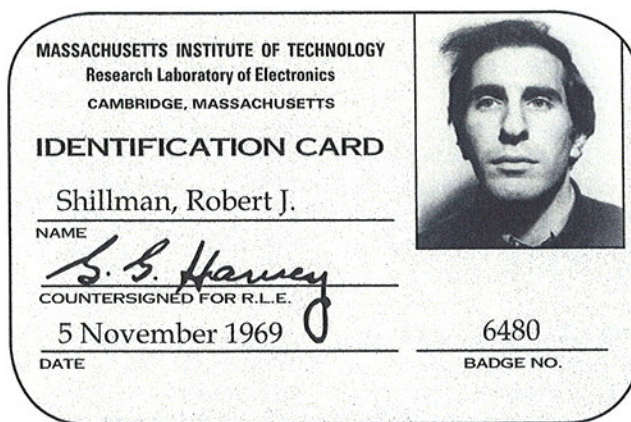 MASSACHUSETTS INSTITUTE OF TECHNOLOGY
Research Laboratory of Electronics
CAMBRIDGE, MASSACHUSETTS
IDENTIFICATION CARD
Shillman, Robert J.
NAME
G. G. Harvey
COUNTERSIGNED FOR R.L.E.
5 November 1969
DATE
6480
BADGE NO.